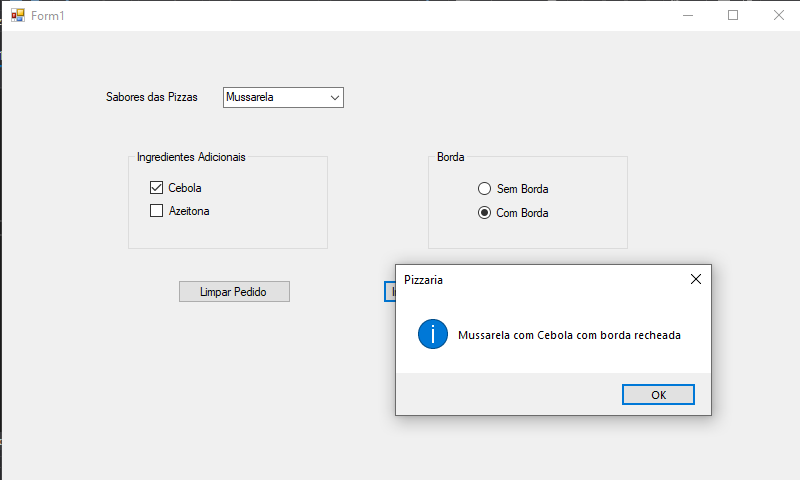 Form1
Sabores das Pizzas
Mussarela
Ingredientes Adicionais
Cebola
Azeitona
Borda
Sem Borda
Com Borda
Limpar Pedido
Pizzaria
Mussarela com Cebola com borda recheada
OK